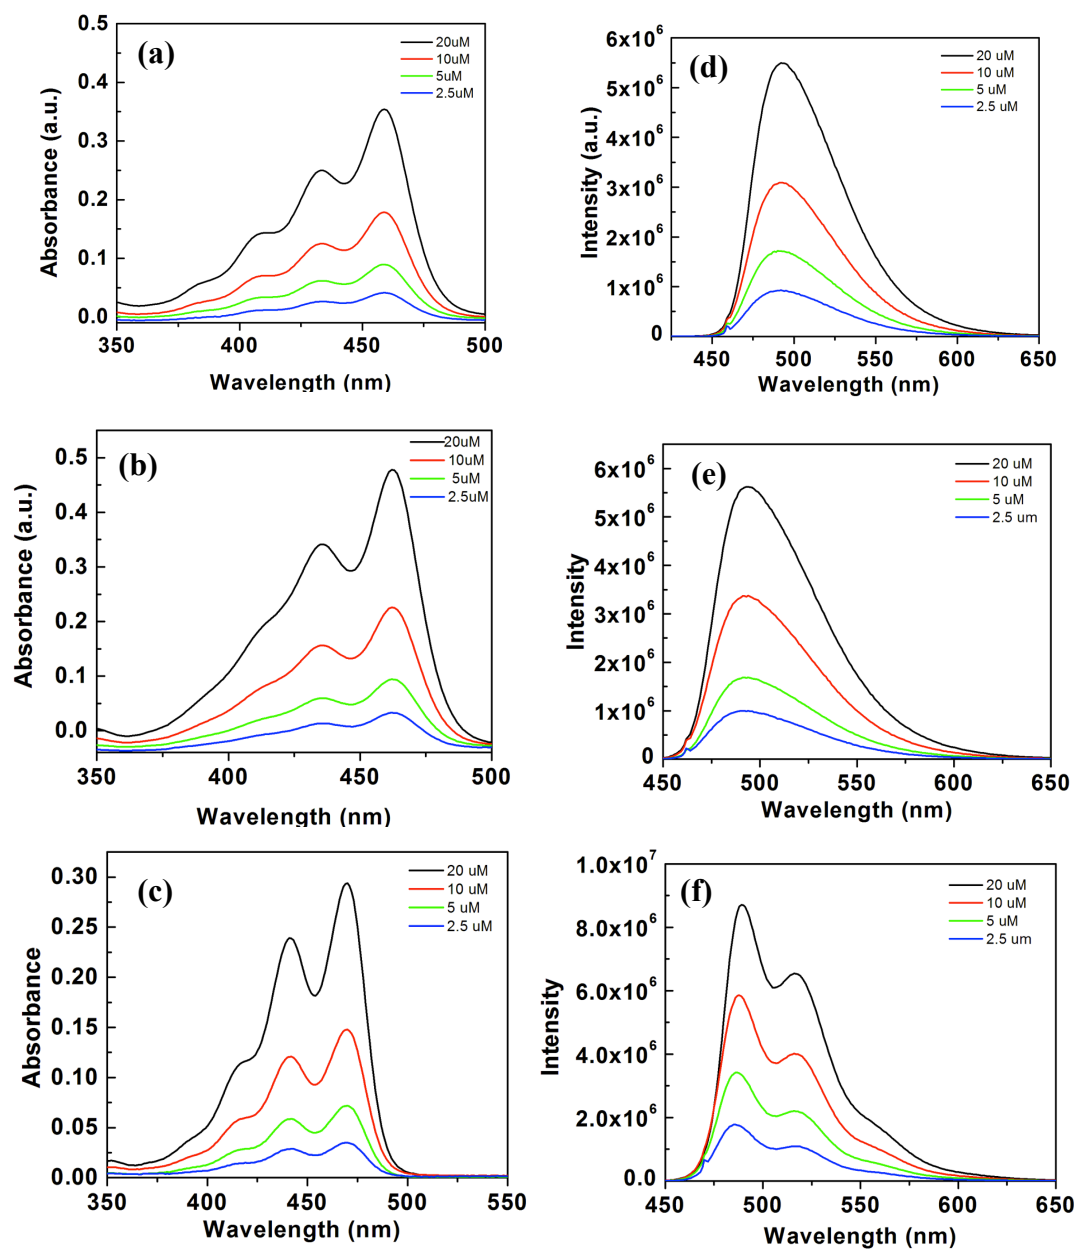 (a)
20uM
10uM
5uM
2.5uM
0.5
0.4
0.3
0.2
0.1
0.0
Absorbance (a.u.)
350
400
450
500
Wavelength (nm)
(d)
20 uM
10 uM
5 uM
2.5 uM
6x10⁶
5x10⁶
4x10⁶
3x10⁶
2x10⁶
1x10⁶
0
Intensity (a.u.)
450
500
550
600
650
Wavelength (nm)
(b)
20uM
10uM
5uM
2.5uM
0.5
0.4
0.3
0.2
0.1
0.0
Absorbance (a.u.)
350
400
450
500
Wavelength (nm)
(e)
20 uM
10 uM
5 uM
2.5 um
6x10⁶
5x10⁶
4x10⁶
3x10⁶
2x10⁶
1x10⁶
0
Intensity
450
500
550
600
650
Wavelength (nm)
(c)
20 uM
10 uM
5 uM
2.5 uM
0.30
0.25
0.20
0.15
0.10
0.05
0.00
Absorbance
350
400
450
500
550
Wavelength (nm)
(f)
20 uM
10 uM
5 uM
2.5 um
1.0x10⁷
8.0x10⁶
6.0x10⁶
4.0x10⁶
2.0x10⁶
0.0
Intensity
450
500
550
600
650
Wavelength (nm)